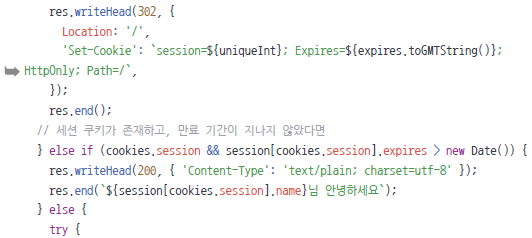 res.writeHead(302, {
Location: '/',
'Set-Cookie': `session=${uniqueInt}; Expires=${expires.toGMTString()};
HttpOnly; Path=/`,
});
res.end();
// 세션 쿠키가 존재하고, 만료 기간이 지나지 않았다면
} else if (cookies.session && session[cookies.session].expires > new Date()) {
res.writeHead(200, { 'Content-Type': 'text/plain; charset=utf-8' });
res.end(`${session[cookies.session].name}님 안녕하세요`);
} else {
try {